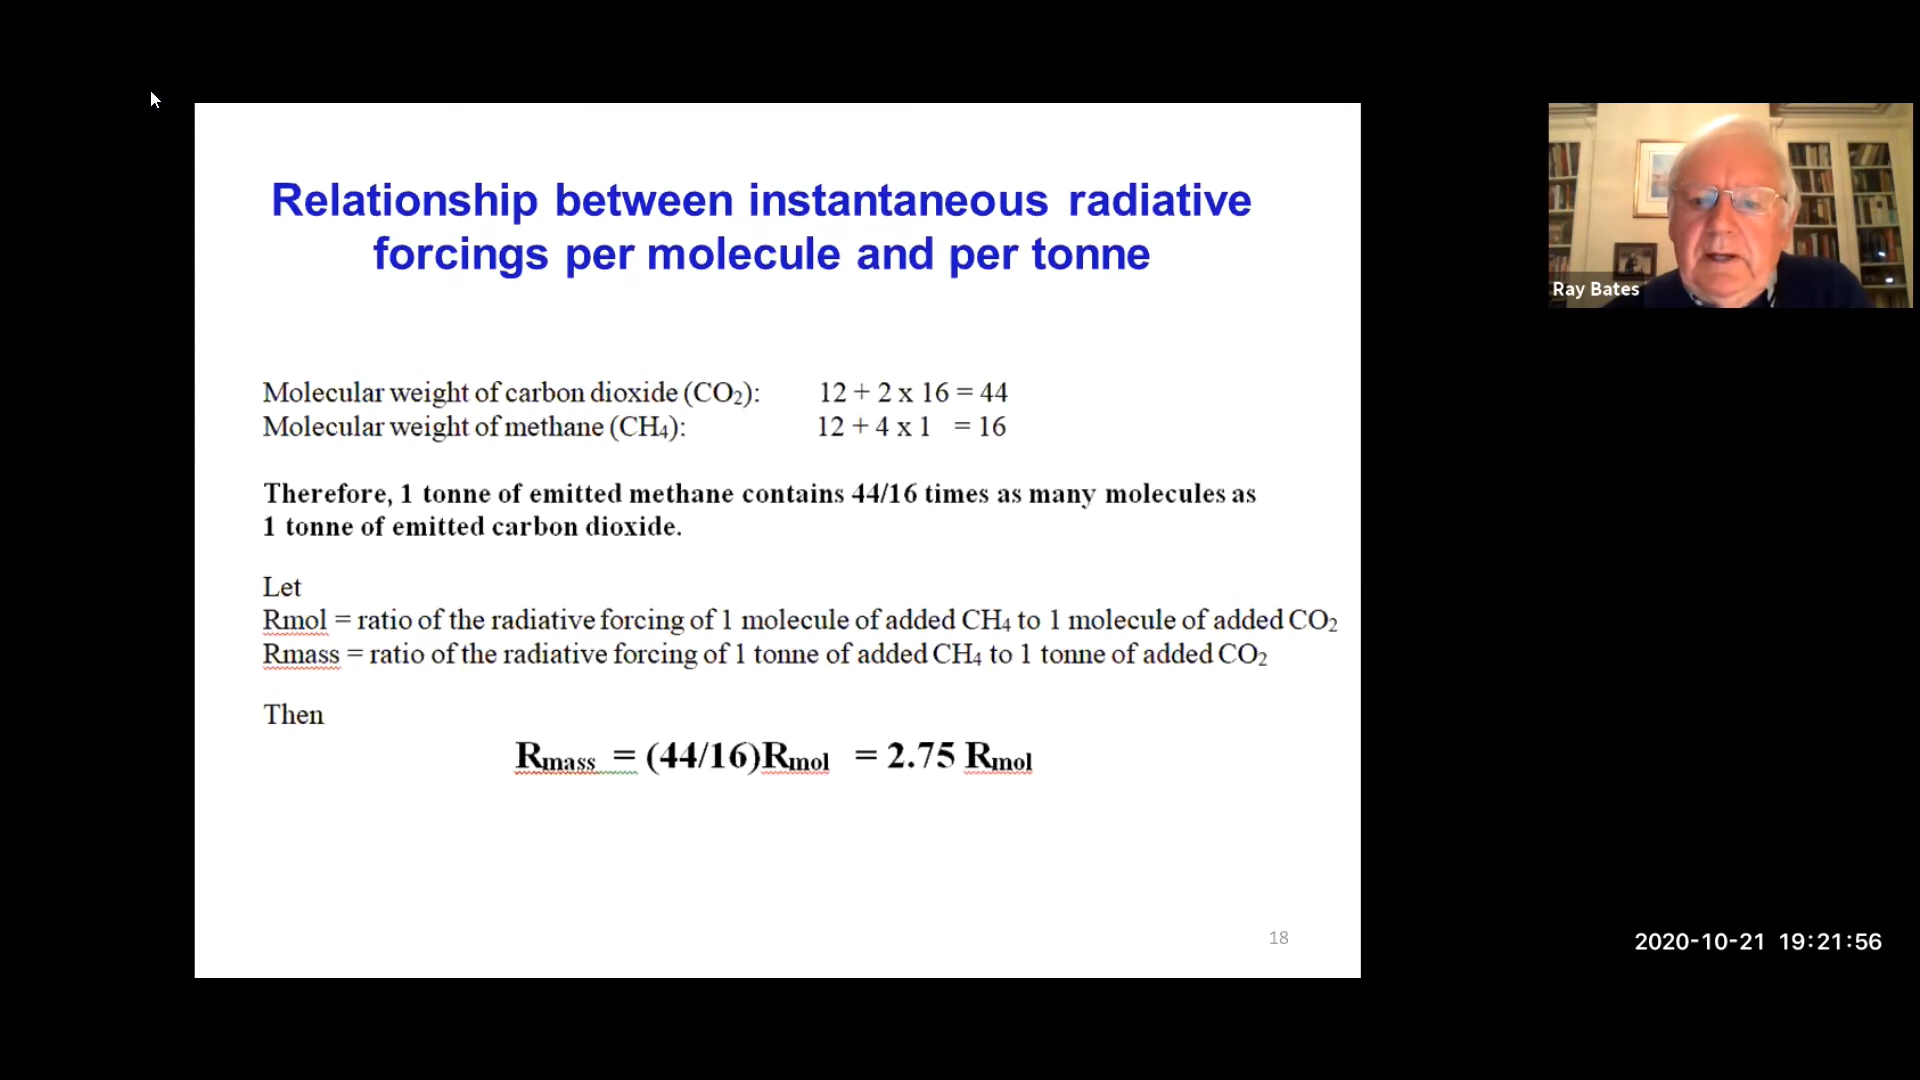 Relationship between instantaneous radiative
forcings per molecule and per tonne
Molecular weight of carbon dioxide (CO₂): 12 + 2 x 16 = 44
Molecular weight of methane (CH₄): 12 + 4 x 1 = 16
Therefore, 1 tonne of emitted methane contains 44/16 times as many molecules as
1 tonne of emitted carbon dioxide.
Let
Rmol = ratio of the radiative forcing of 1 molecule of added CH₄ to 1 molecule of added CO₂
Rmass = ratio of the radiative forcing of 1 tonne of added CH₄ to 1 tonne of added CO₂
Then
Rmass = (44/16)Rmol = 2.75 Rmol
18
Ray Bates
2020-10-21 19:21:56